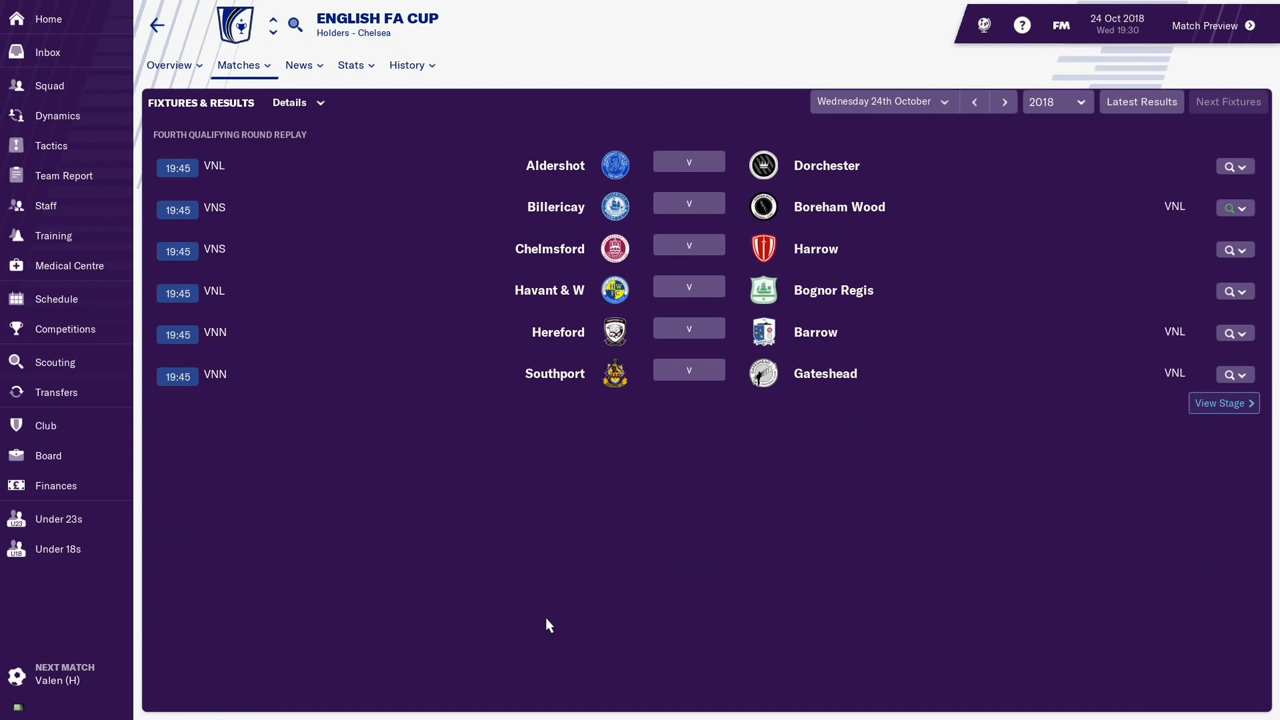 Home
Inbox
Squad
Dynamics
Tactics
Team Report
Staff
Training
Medical Centre
Schedule
Competitions
Scouting
Transfers
Club
Board
Finances
U23 Under 23s
U18 Under 18s
NEXT MATCH
Valen (H)
ENGLISH FA CUP
Holders - Chelsea
? FM 24 Oct 2018 Match Preview
Wed 19:30
Overview Matches News Stats History
FIXTURES & RESULTS Details Wednesday 24th October 2018 Latest Results Next Fixtures
FOURTH QUALIFYING ROUND REPLAY
19:45 VNL Aldershot v Dorchester
19:45 VNS Billericay v Boreham Wood VNL
19:45 VNS Chelmsford v Harrow
19:45 VNL Havant & W v Bognor Regis
19:45 VNN Hereford v Barrow VNL
19:45 VNN Southport v Gateshead VNL
View Stage